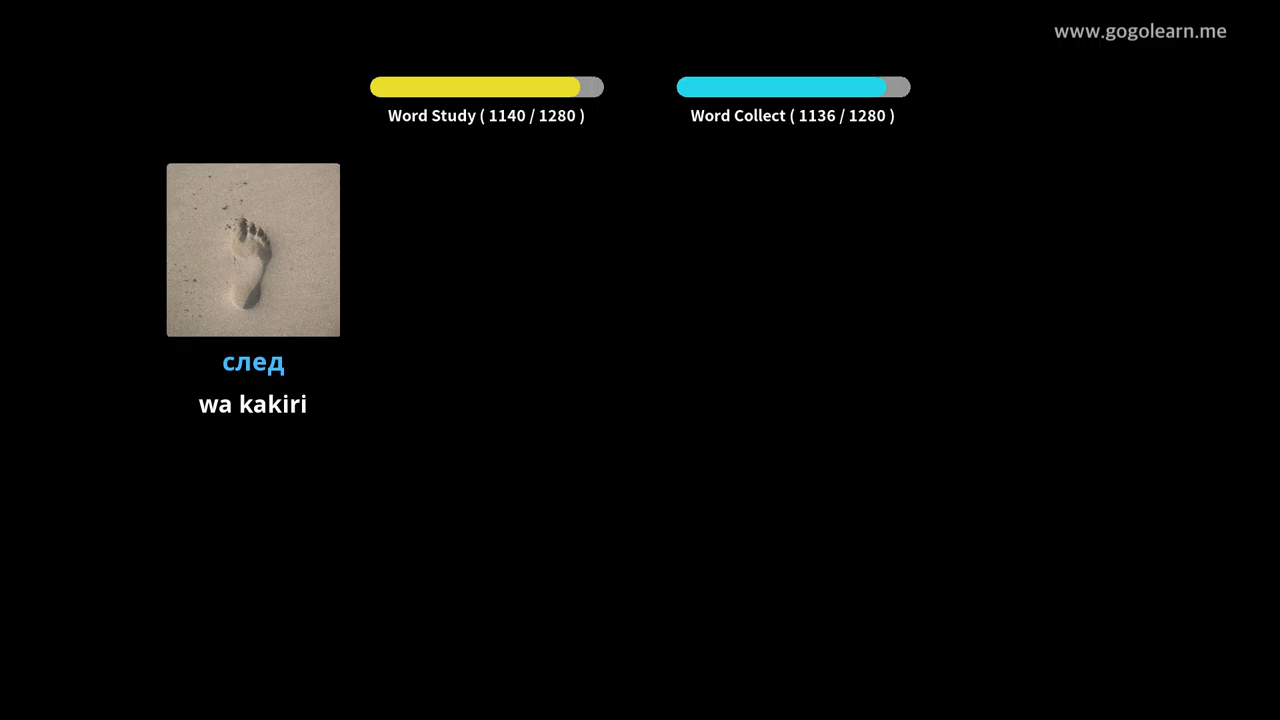 www.gogolearn.me
Word Study ( 1140 / 1280 )
Word Collect ( 1136 / 1280 )
след
wa kakiri